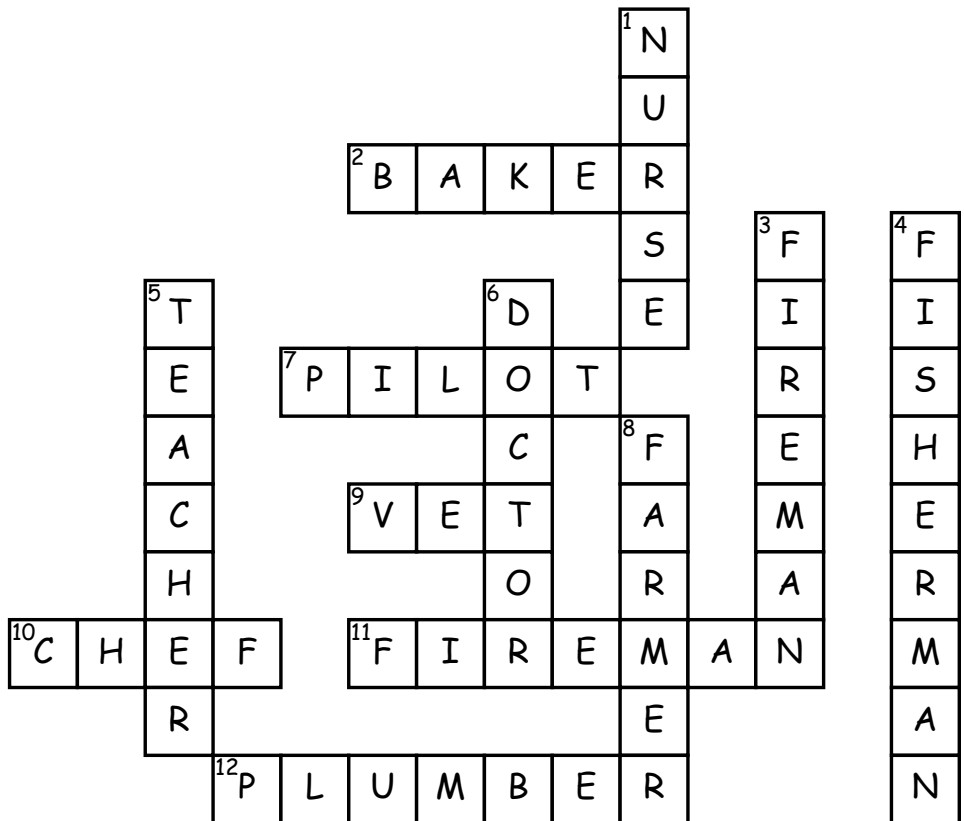 1 N
U
2 B A K E R
S 3 F 4 F
5 T 6 D E I I
E 7 P I L O T R S
A C 8 F E H
C 9 V E T A M E
H O R A R
10 C H E F 11 F I R E M A N M
R E A
12 P L U M B E R N